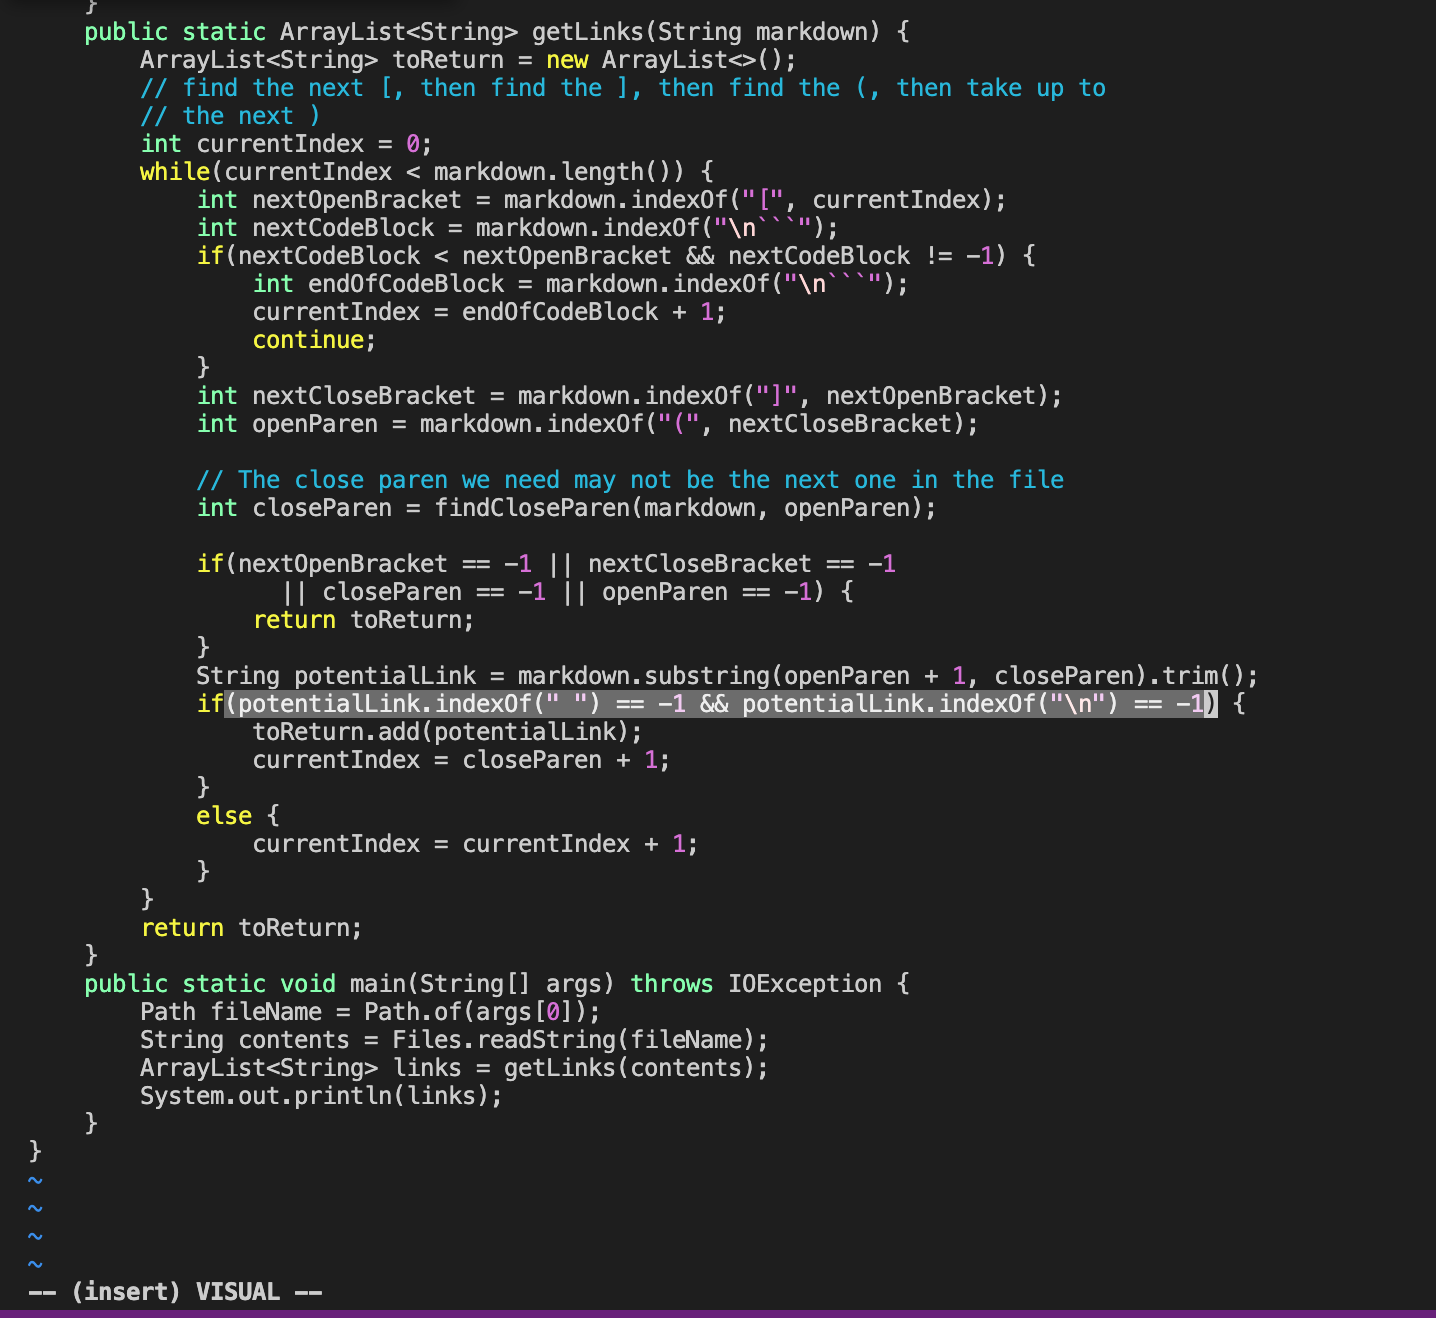 }
    public static ArrayList<String> getLinks(String markdown) {
        ArrayList<String> toReturn = new ArrayList<>();
        // find the next [, then find the ], then find the (, then take up to
        // the next )
        int currentIndex = 0;
        while(currentIndex < markdown.length()) {
            int nextOpenBracket = markdown.indexOf("[", currentIndex);
            int nextCodeBlock = markdown.indexOf("\n```");
            if(nextCodeBlock < nextOpenBracket && nextCodeBlock != -1) {
                int endOfCodeBlock = markdown.indexOf("\n```");
                currentIndex = endOfCodeBlock + 1;
                continue;
            }
            int nextCloseBracket = markdown.indexOf("]", nextOpenBracket);
            int openParen = markdown.indexOf("(", nextCloseBracket);

            // The close paren we need may not be the next one in the file
            int closeParen = findCloseParen(markdown, openParen);

            if(nextOpenBracket == -1 || nextCloseBracket == -1
                  || closeParen == -1 || openParen == -1) {
                return toReturn;
            }
            String potentialLink = markdown.substring(openParen + 1, closeParen).trim();
            if(potentialLink.indexOf(" ") == -1 && potentialLink.indexOf("\n") == -1) {
                toReturn.add(potentialLink);
                currentIndex = closeParen + 1;
            }
            else {
                currentIndex = currentIndex + 1;
            }
        }
        return toReturn;
    }
    public static void main(String[] args) throws IOException {
        Path fileName = Path.of(args[0]);
        String contents = Files.readString(fileName);
        ArrayList<String> links = getLinks(contents);
        System.out.println(links);
    }
}
~
~
~
~
-- (insert) VISUAL --